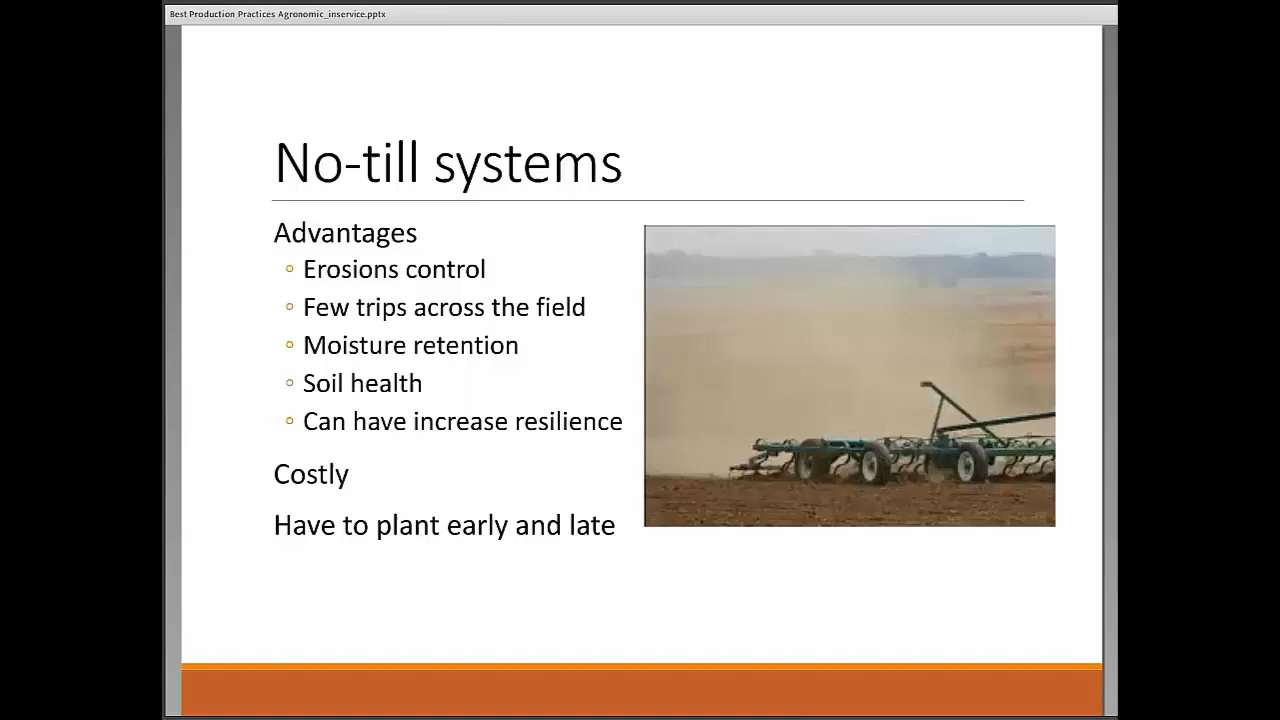 Best Production Practices Agronomic_inservice.pptx
No-till systems
Advantages
Erosions control
Few trips across the field
Moisture retention
Soil health
Can have increase resilience
Costly
Have to plant early and late